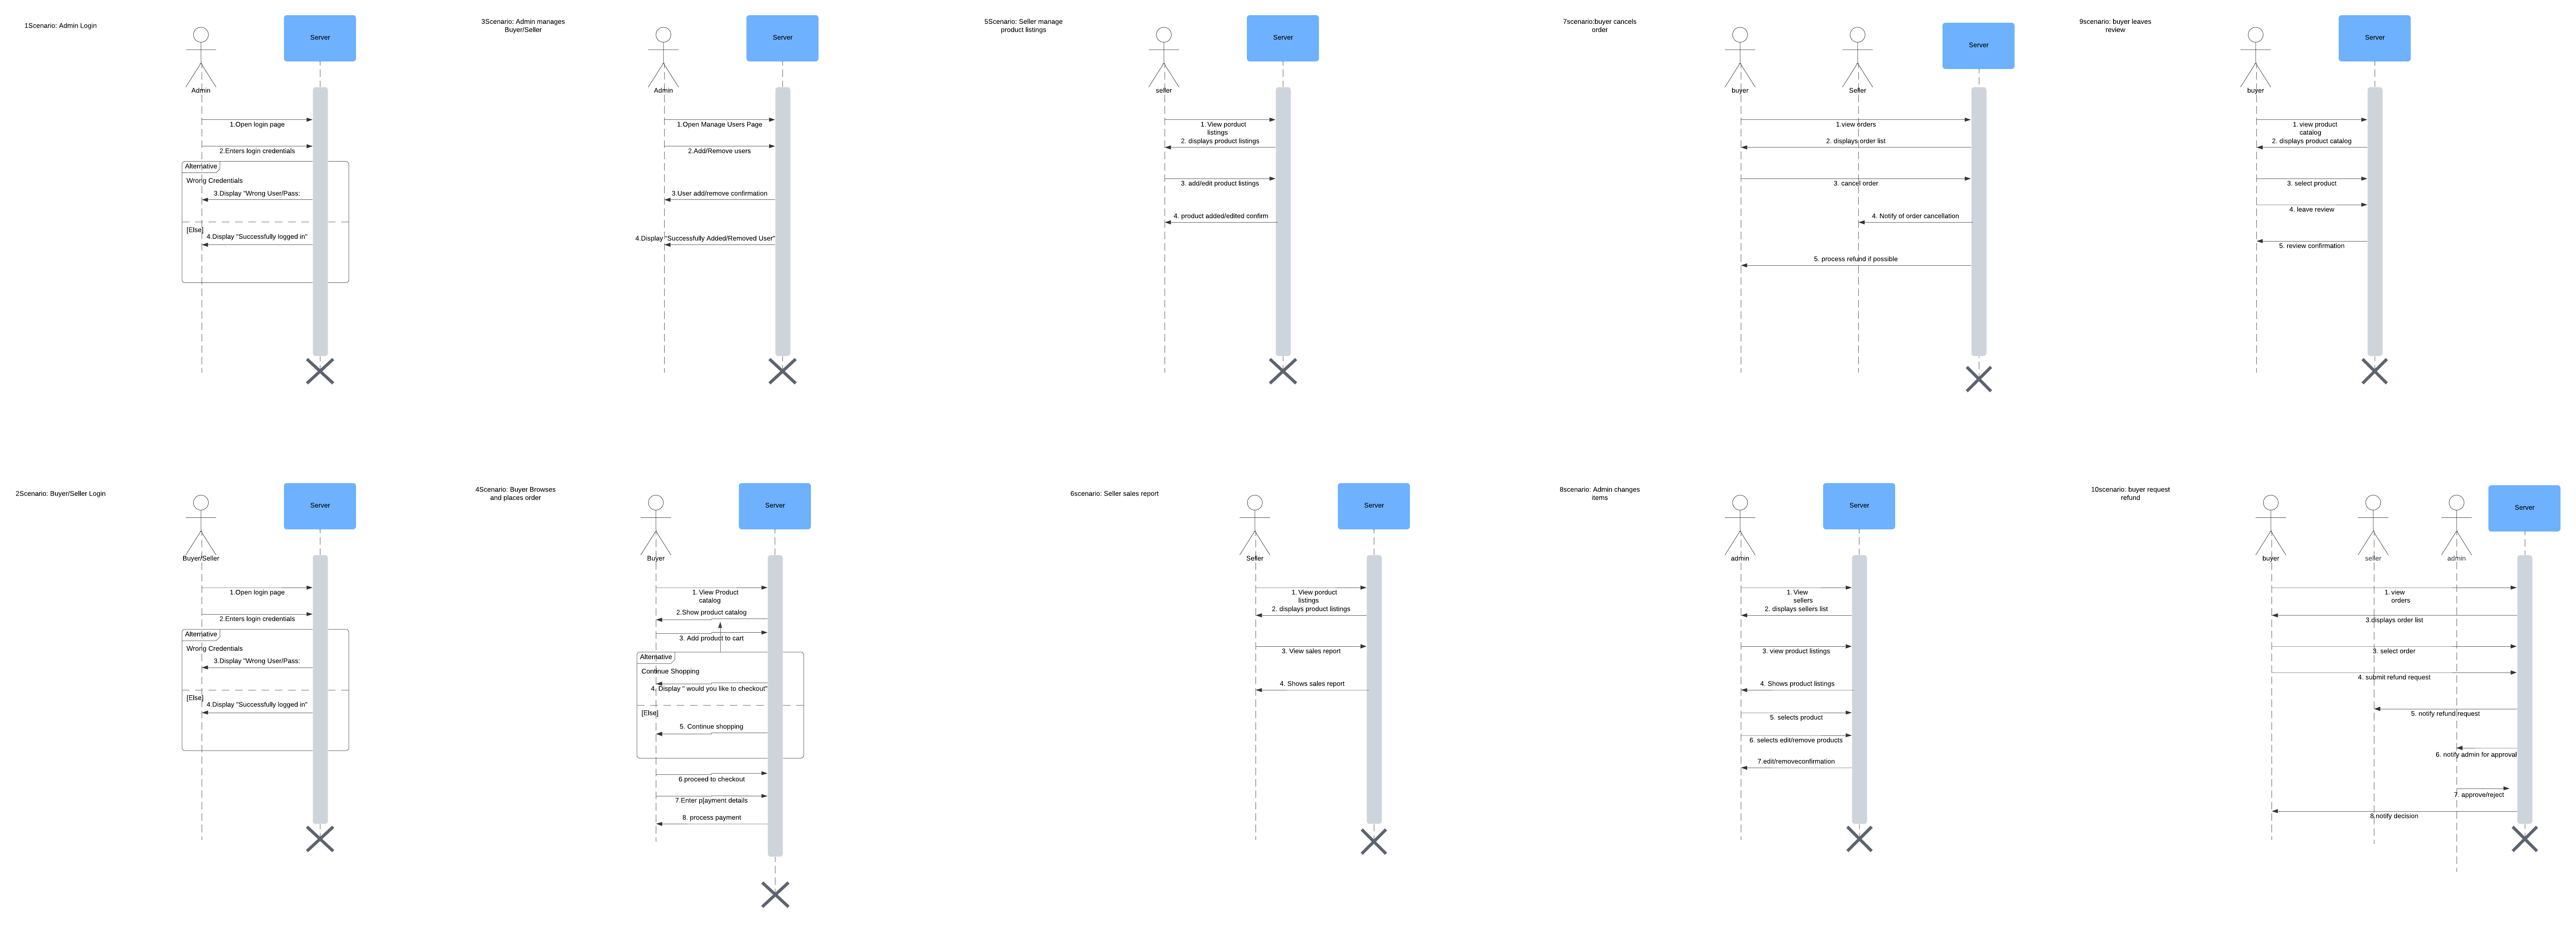 1Scenario: Admin Login
Admin
Server
1.Open login page
2.Enters login credentials
Alternative
Wrong Credentials
3.Display "Wrong User/Pass:
[Else]
4.Display "Successfully logged in"
3Scenario: Admin manages
Buyer/Seller
Admin
Server
1.Open Manage Users Page
2.Add/Remove users
3.User add/remove confirmation
4.Display "Successfully Added/Removed User"
5Scenario: Seller manage
product listings
seller
Server
1. View porduct
listings
2. displays product listings
3. add/edit product listings
4. product added/edited confirm
7scenario:buyer cancels
order
buyer
Seller
Server
1.view orders
2. displays order list
3. cancel order
4. Notify of order cancellation
5. process refund if possible
9scenario: buyer leaves
review
buyer
Server
1. view product
catalog
2. displays product catalog
3. select product
4. leave review
5. review confirmation
2Scenario: Buyer/Seller Login
Buyer/Seller
Server
1.Open login page
2.Enters login credentials
Alternative
Wrong Credentials
3.Display "Wrong User/Pass:
[Else]
4.Display "Successfully logged in"
4Scenario: Buyer Browses
and places order
Buyer
Server
1. View Product
catalog
2.Show product catalog
3. Add product to cart
Alternative
Continue Shopping
4. Display " would you like to checkout"
[Else]
5. Continue shopping
6.proceed to checkout
7.Enter p[ayment details
8. process payment
6scenario: Seller sales report
Seller
Server
1. View porduct
listings
2. displays product listings
3. View sales report
4. Shows sales report
8scenario: Admin changes
items
admin
Server
1. View
sellers
2. displays sellers list
3. view product listings
4. Shows product listings
5. selects product
6. selects edit/remove products
7.edit/removeconfirmation
10scenario: buyer request
refund
buyer
seller
admin
Server
1. view
orders
3.displays order list
3. select order
4. submit refund request
5. notify refund request
6. notify admin for approval
7. approve/reject
8.notify decision